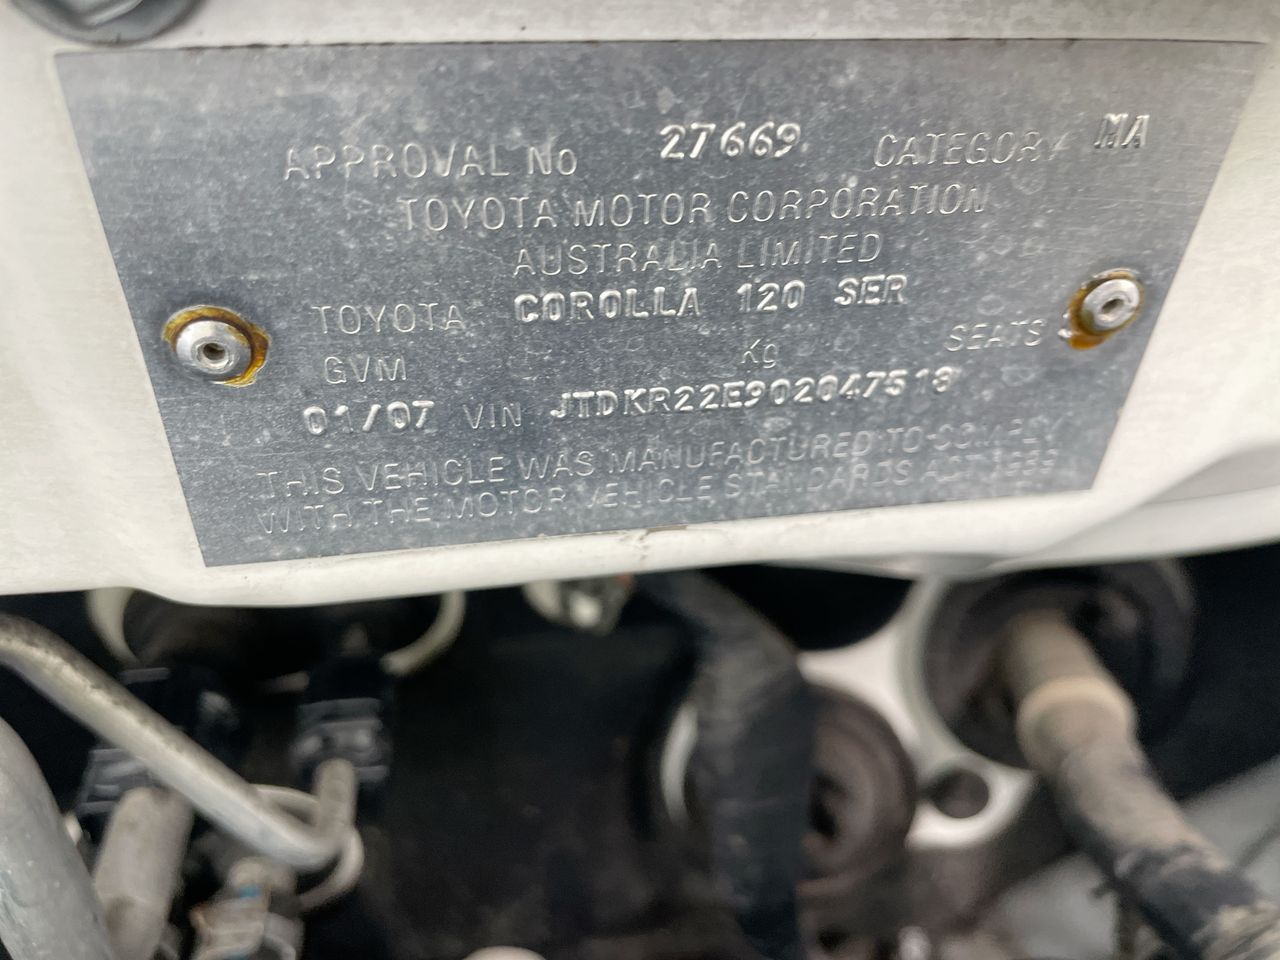 APPROVAL No 27669 CATEGORY MA
TOYOTA MOTOR CORPORATION
AUSTRALIA LIMITED
TOYOTA COROLLA 120 SER
GVM Kg SEATS
01/07 VIN JTDKR22E902047513
THIS VEHICLE WAS MANUFACTURED TO COMPLY
WITH THE MOTOR VEHICLE STANDARDS ACT 1989